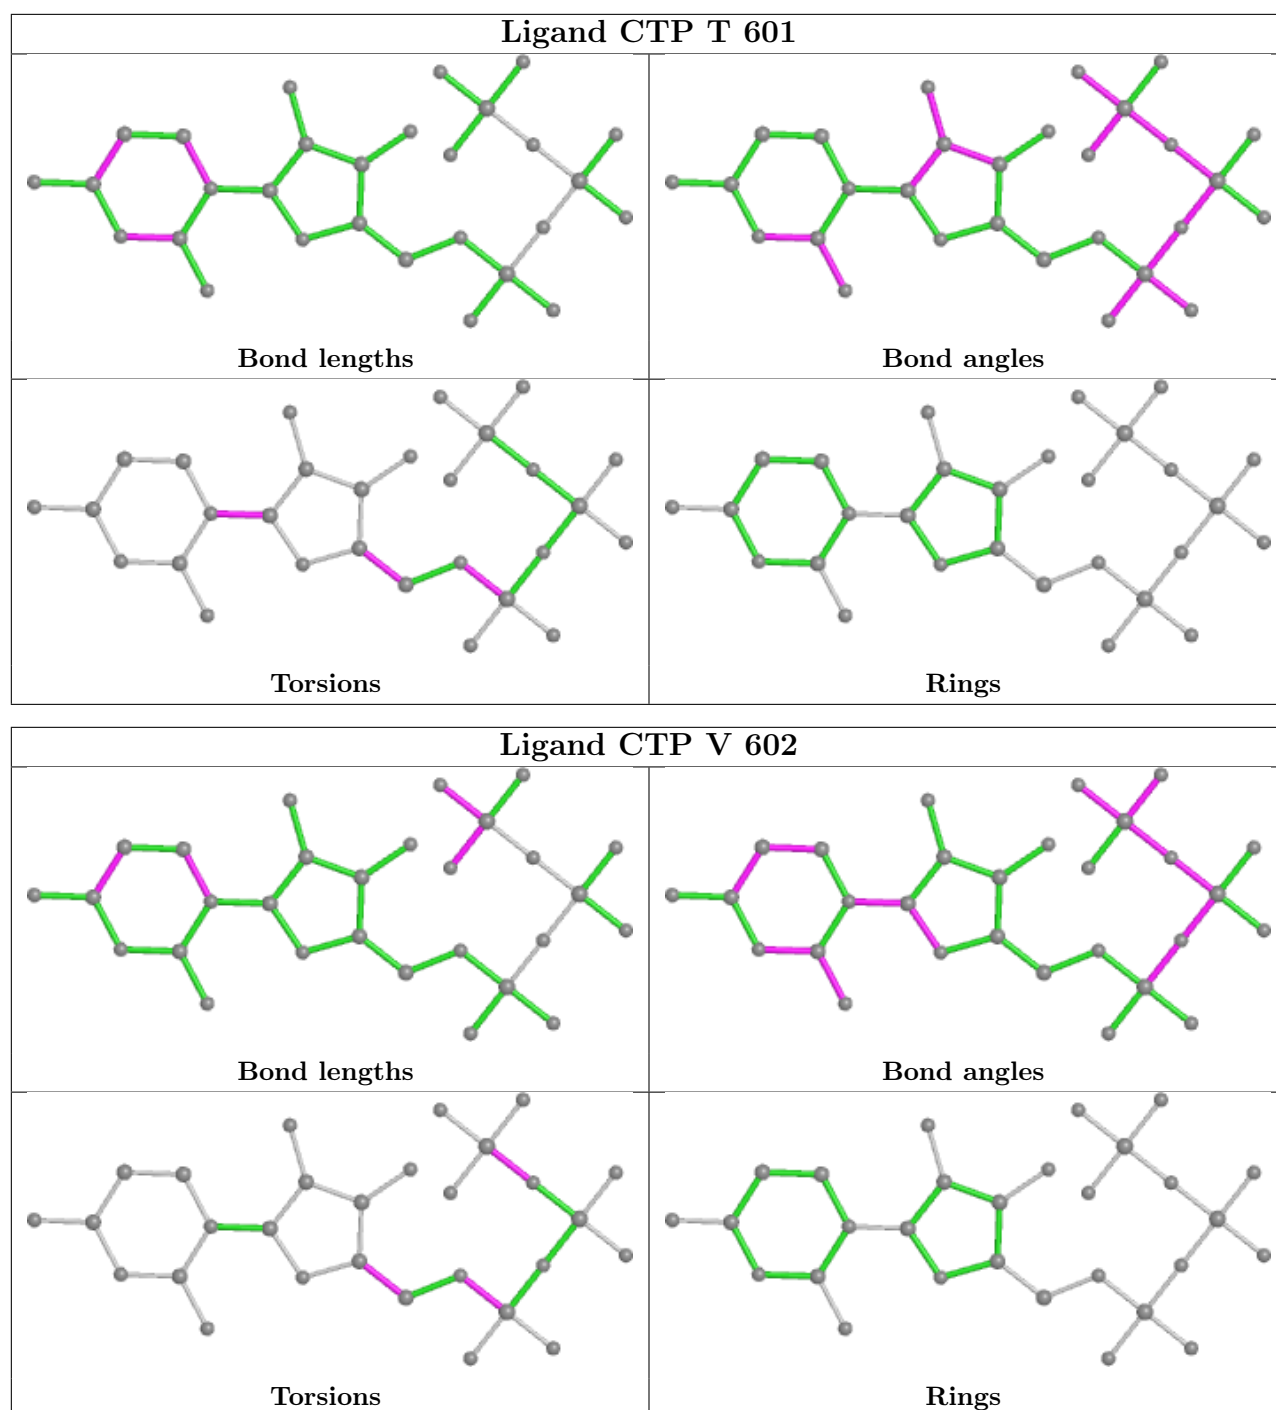 Ligand CTP T 601
Bond lengths
Bond angles
Torsions
Rings
Ligand CTP V 602
Bond lengths
Bond angles
Torsions
Rings